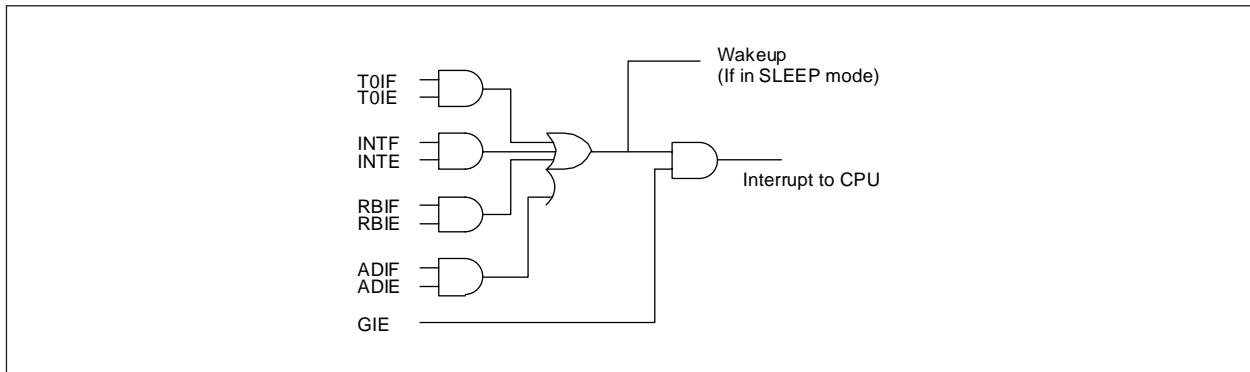 Wakeup
(If in SLEEP mode)
T0IF
T0IE
INTF
INTE
Interrupt to CPU
RBIF
RBIE
ADIF
ADIE
GIE